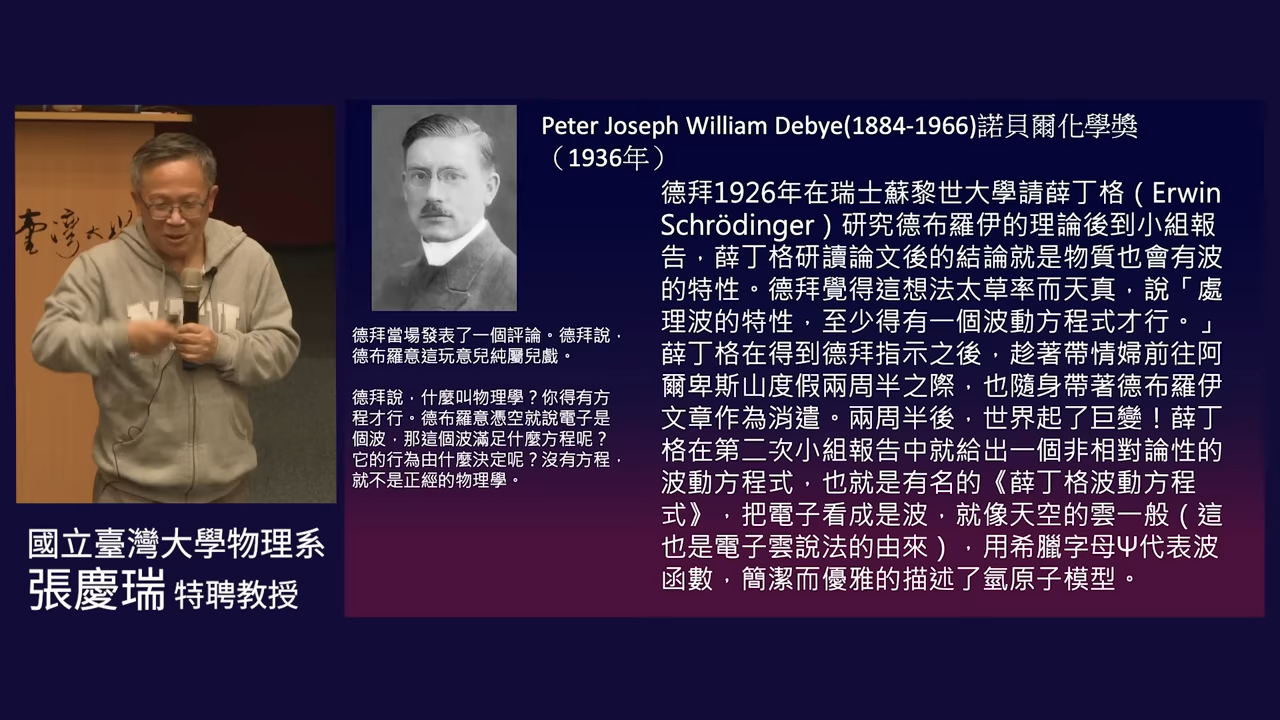 臺灣大
國立臺灣大學物理系
張慶瑞 特聘教授
Peter Joseph William Debye(1884-1966)諾貝爾化學獎
（1936年）
德拜當場發表了一個評論。德拜說，
德布羅意這玩意兒純屬兒戲。
德拜說，什麼叫物理學？你得有方
程才行。德布羅意憑空就說電子是
個波，那這個波滿足什麼方程呢？
它的行為由什麼決定呢？沒有方程，
就不是正經的物理學。
德拜1926年在瑞士蘇黎世大學請薛丁格（Erwin
Schrödinger）研究德布羅伊的理論後到小組報
告，薛丁格研讀論文後的結論就是物質也會有波
的特性。德拜覺得這想法太草率而天真，說「處
理波的特性，至少得有一個波動方程式才行。」
薛丁格在得到德拜指示之後，趁著帶情婦前往阿
爾卑斯山度假兩周半之際，也隨身帶著德布羅伊
文章作為消遣。兩周半後，世界起了巨變！薛丁
格在第二次小組報告中就給出一個非相對論性的
波動方程式，也就是有名的《薛丁格波動方程
式》，把電子看成是波，就像天空的雲一般（這
也是電子雲說法的由來），用希臘字母Ψ代表波
函數，簡潔而優雅的描述了氫原子模型。